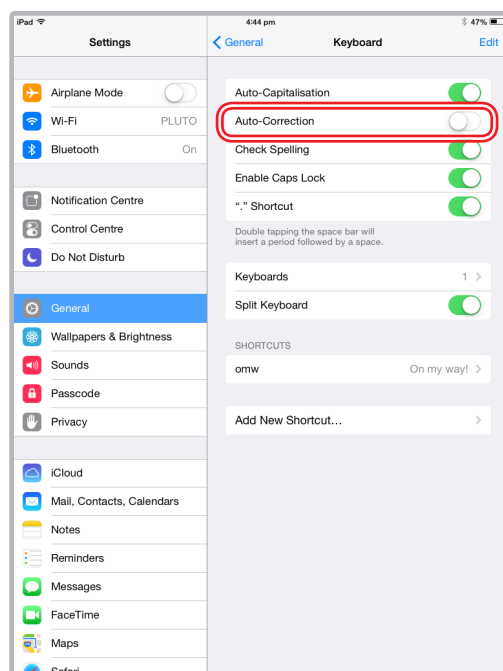 iPad 4:44 pm 47%
Settings
General Keyboard Edit
Airplane Mode
Wi-Fi PLUTO
Bluetooth On
Notification Centre
Control Centre
Do Not Disturb
General
Wallpapers & Brightness
Sounds
Passcode
Privacy
iCloud
Mail, Contacts, Calendars
Notes
Reminders
Messages
FaceTime
Maps
Safari
Auto-Capitalisation
Auto-Correction
Check Spelling
Enable Caps Lock
“.” Shortcut
Double tapping the space bar will
insert a period followed by a space.
Keyboards 1
Split Keyboard
SHORTCUTS
omw On my way!
Add New Shortcut…